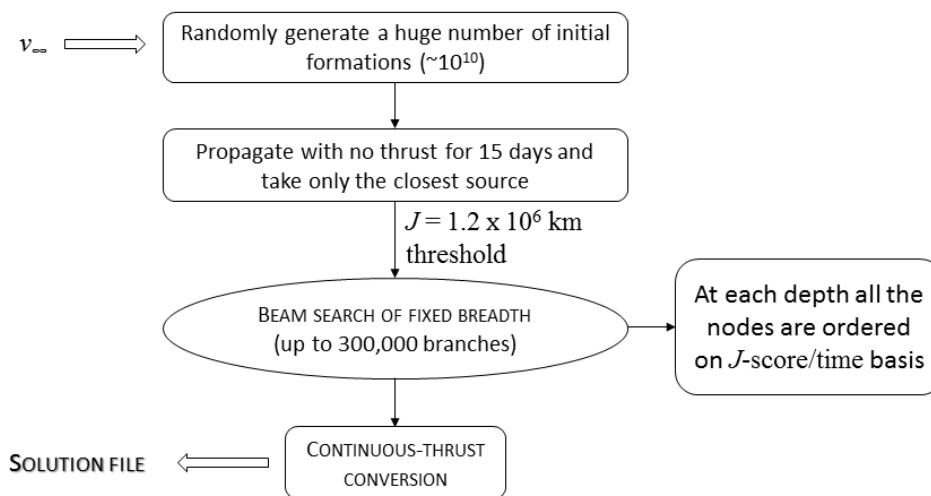 v∞
Randomly generate a huge number of initial
formations (~10¹⁰)
Propagate with no thrust for 15 days and
take only the closest source
J = 1.2 x 10⁶ km
threshold
BEAM SEARCH OF FIXED BREADTH
(up to 300,000 branches)
At each depth all the
nodes are ordered
on J-score/time basis
CONTINUOUS-THRUST
CONVERSION
SOLUTION FILE